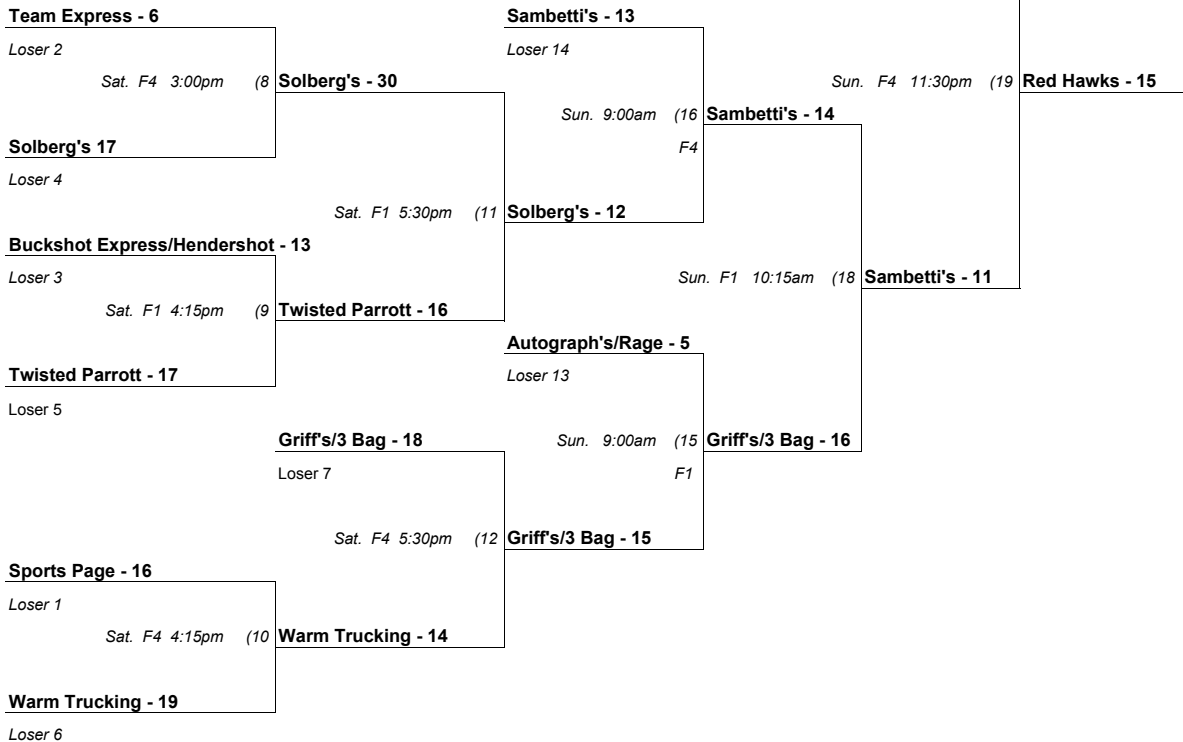 Team Express - 6
Sambetti's - 13
Loser 2
Loser 14
Sat. F4 3:00pm (8 Solberg's - 30
Sun. F4 11:30pm (19 Red Hawks - 15
Sun. 9:00am (16 Sambetti's - 14
Solberg's 17
F4
Loser 4
Sat. F1 5:30pm (11 Solberg's - 12
Buckshot Express/Hendershot - 13
Loser 3
Sun. F1 10:15am (18 Sambetti's - 11
Sat. F1 4:15pm (9 Twisted Parrott - 16
Autograph's/Rage - 5
Twisted Parrott - 17
Loser 13
Loser 5
Griff's/3 Bag - 18
Sun. 9:00am (15 Griff's/3 Bag - 16
Loser 7
F1
Sat. F4 5:30pm (12 Griff's/3 Bag - 15
Sports Page - 16
Loser 1
Sat. F4 4:15pm (10 Warm Trucking - 14
Warm Trucking - 19
Loser 6